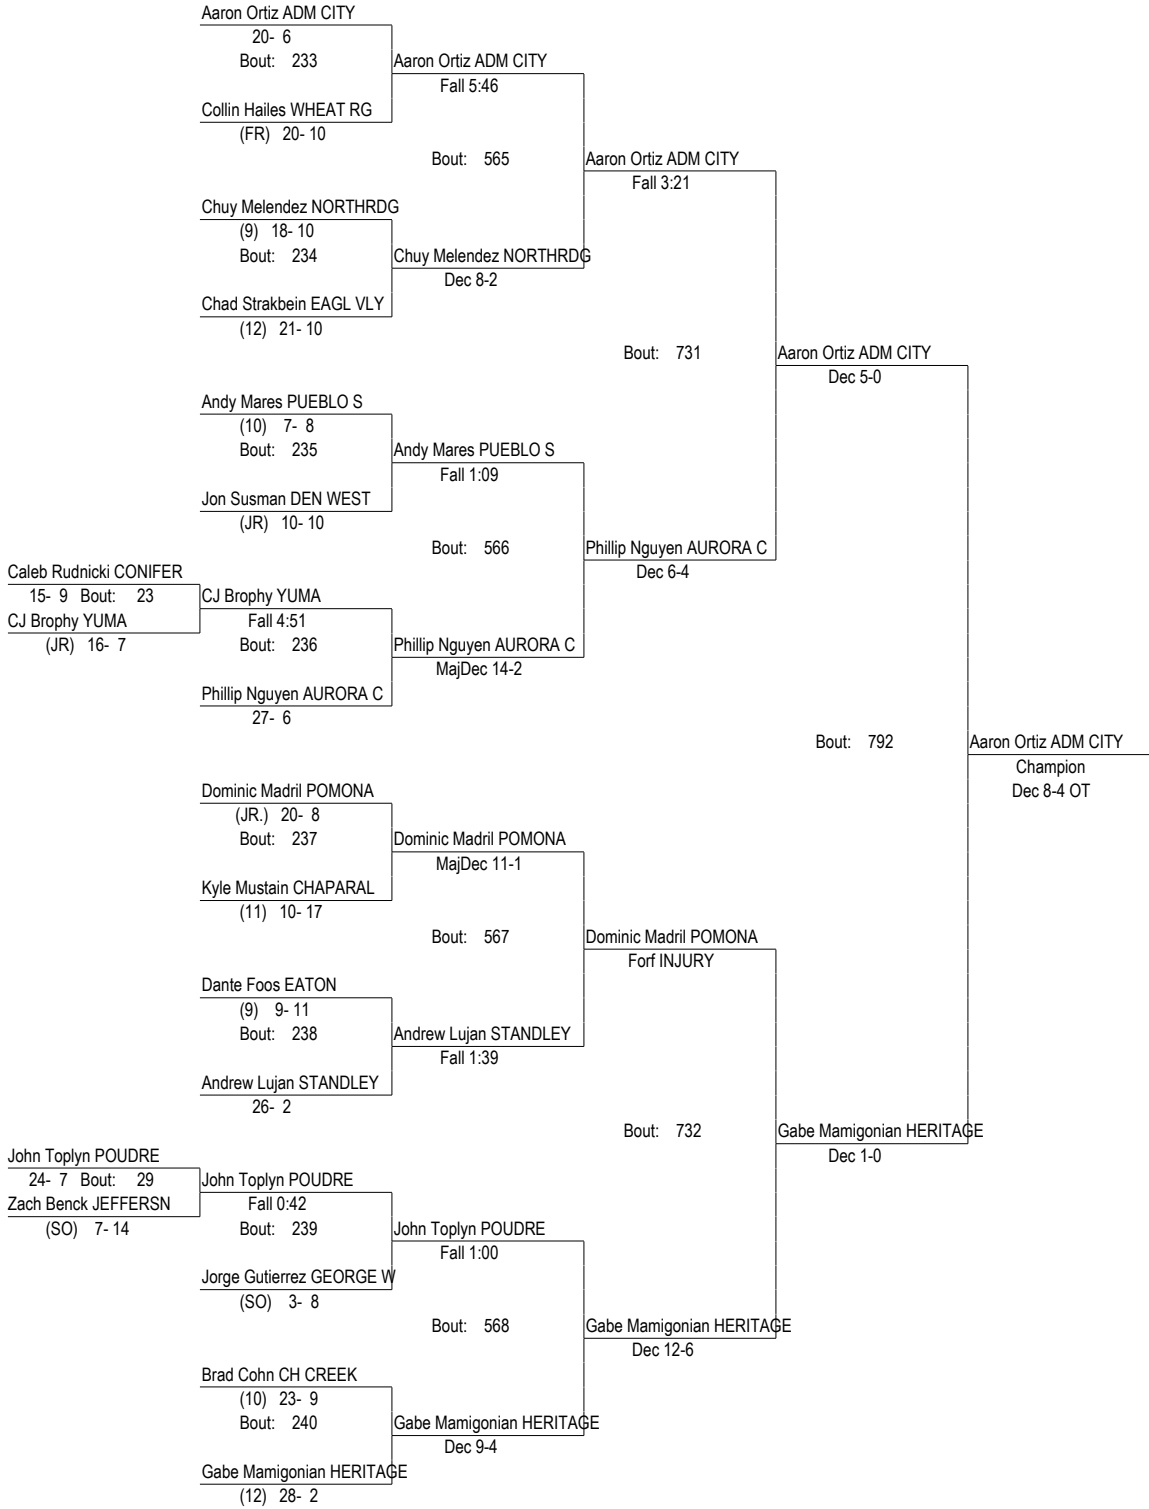 Aaron Ortiz ADM CITY
20- 6
Bout: 233
Aaron Ortiz ADM CITY
Fall 5:46
Collin Hailes WHEAT RG
(FR) 20- 10
Bout: 565
Aaron Ortiz ADM CITY
Fall 3:21
Chuy Melendez NORTHRDG
(9) 18- 10
Bout: 234
Chuy Melendez NORTHRDG
Dec 8-2
Chad Strakbein EAGL VLY
(12) 21- 10
Bout: 731
Aaron Ortiz ADM CITY
Dec 5-0
Andy Mares PUEBLO S
(10) 7- 8
Bout: 235
Andy Mares PUEBLO S
Fall 1:09
Jon Susman DEN WEST
(JR) 10- 10
Bout: 566
Phillip Nguyen AURORA C
Dec 6-4
Caleb Rudnicki CONIFER
15- 9 Bout: 23
CJ Brophy YUMA
(JR) 16- 7
CJ Brophy YUMA
Fall 4:51
Bout: 236
Phillip Nguyen AURORA C
MajDec 14-2
Phillip Nguyen AURORA C
27- 6
Bout: 792
Aaron Ortiz ADM CITY
Champion
Dec 8-4 OT
Dominic Madril POMONA
(JR.) 20- 8
Bout: 237
Dominic Madril POMONA
MajDec 11-1
Kyle Mustain CHAPARAL
(11) 10- 17
Bout: 567
Dominic Madril POMONA
Forf INJURY
Dante Foos EATON
(9) 9- 11
Bout: 238
Andrew Lujan STANDLEY
Fall 1:39
Andrew Lujan STANDLEY
26- 2
Bout: 732
Gabe Mamigonian HERITAGE
Dec 1-0
John Toplyn POUDRE
24- 7 Bout: 29
Zach Benck JEFFERSN
(SO) 7- 14
John Toplyn POUDRE
Fall 0:42
Bout: 239
John Toplyn POUDRE
Fall 1:00
Jorge Gutierrez GEORGE W
(SO) 3- 8
Bout: 568
Gabe Mamigonian HERITAGE
Dec 12-6
Brad Cohn CH CREEK
(10) 23- 9
Bout: 240
Gabe Mamigonian HERITAGE
Dec 9-4
Gabe Mamigonian HERITAGE
(12) 28- 2